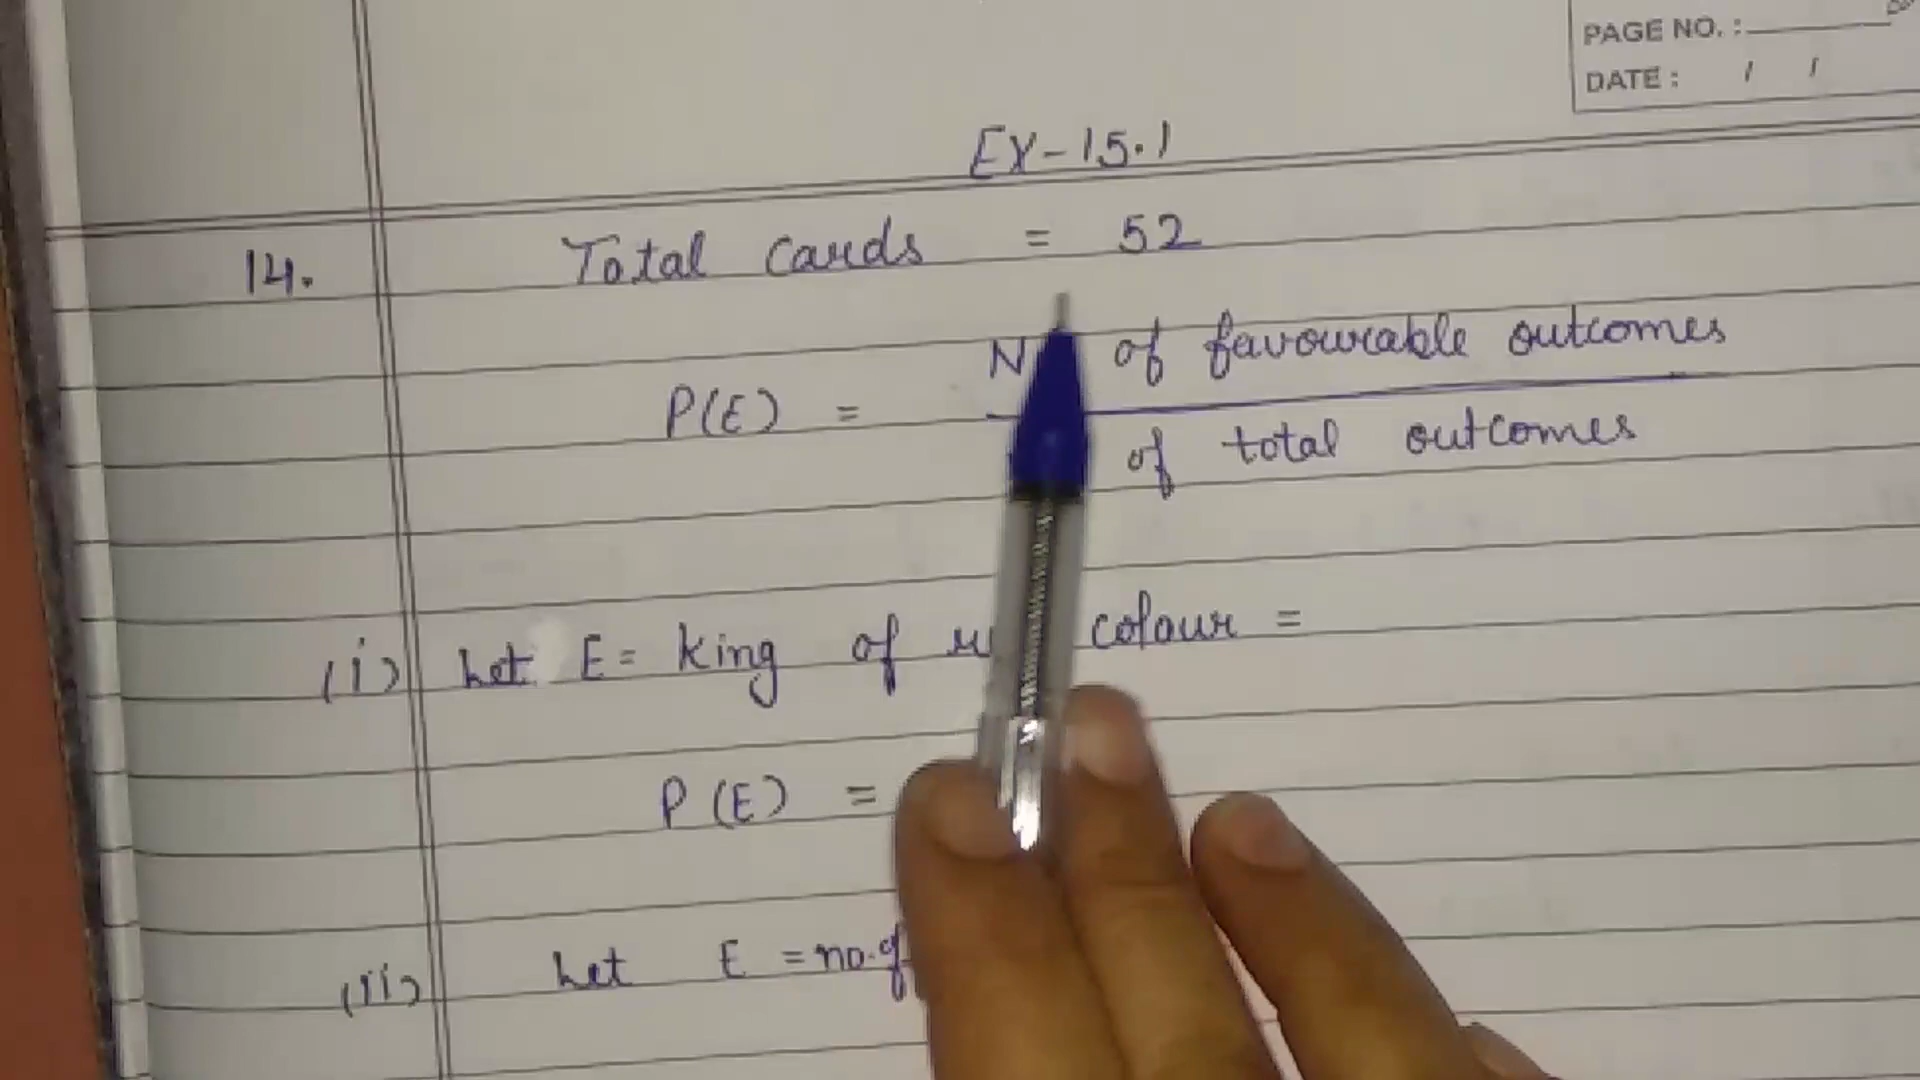 PAGE NO. :
DATE : / /
EX-15.1
14. Total cards = 52
of favourable outcomes
P(E) =
of total outcomes
(i) Let E = king of colour =
P(E) =
(ii) Let E = no. of